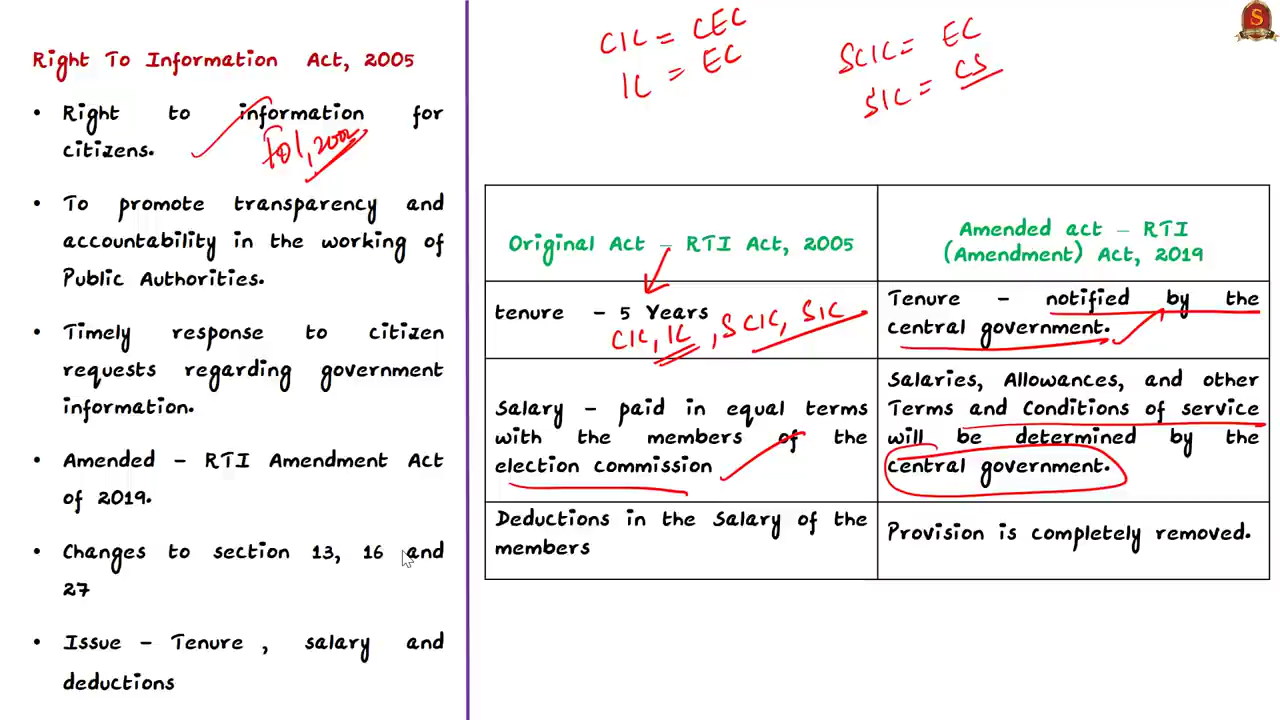 Right To Information Act, 2005
• Right to information for
citizens.
FoI, 2002
• To promote transparency and
accountability in the working of
Public Authorities.
• Timely response to citizen
requests regarding government
information.
• Amended – RTI Amendment Act
of 2019.
• Changes to section 13, 16 and
27
• Issue – Tenure , salary and
deductions
CIC = CEC
IC = EC
SCIC = EC
SIC = CS
S
Original Act – RTI Act, 2005
Amended act – RTI
(Amendment) Act, 2019
tenure – 5 Years
CIC, IC, SCIC, SIC
Tenure – notified by the
central government.
Salary – paid in equal terms
with the members of the
election commission
Salaries, Allowances, and other
Terms and Conditions of service
will be determined by the
central government.
Deductions in the Salary of the
members
Provision is completely removed.